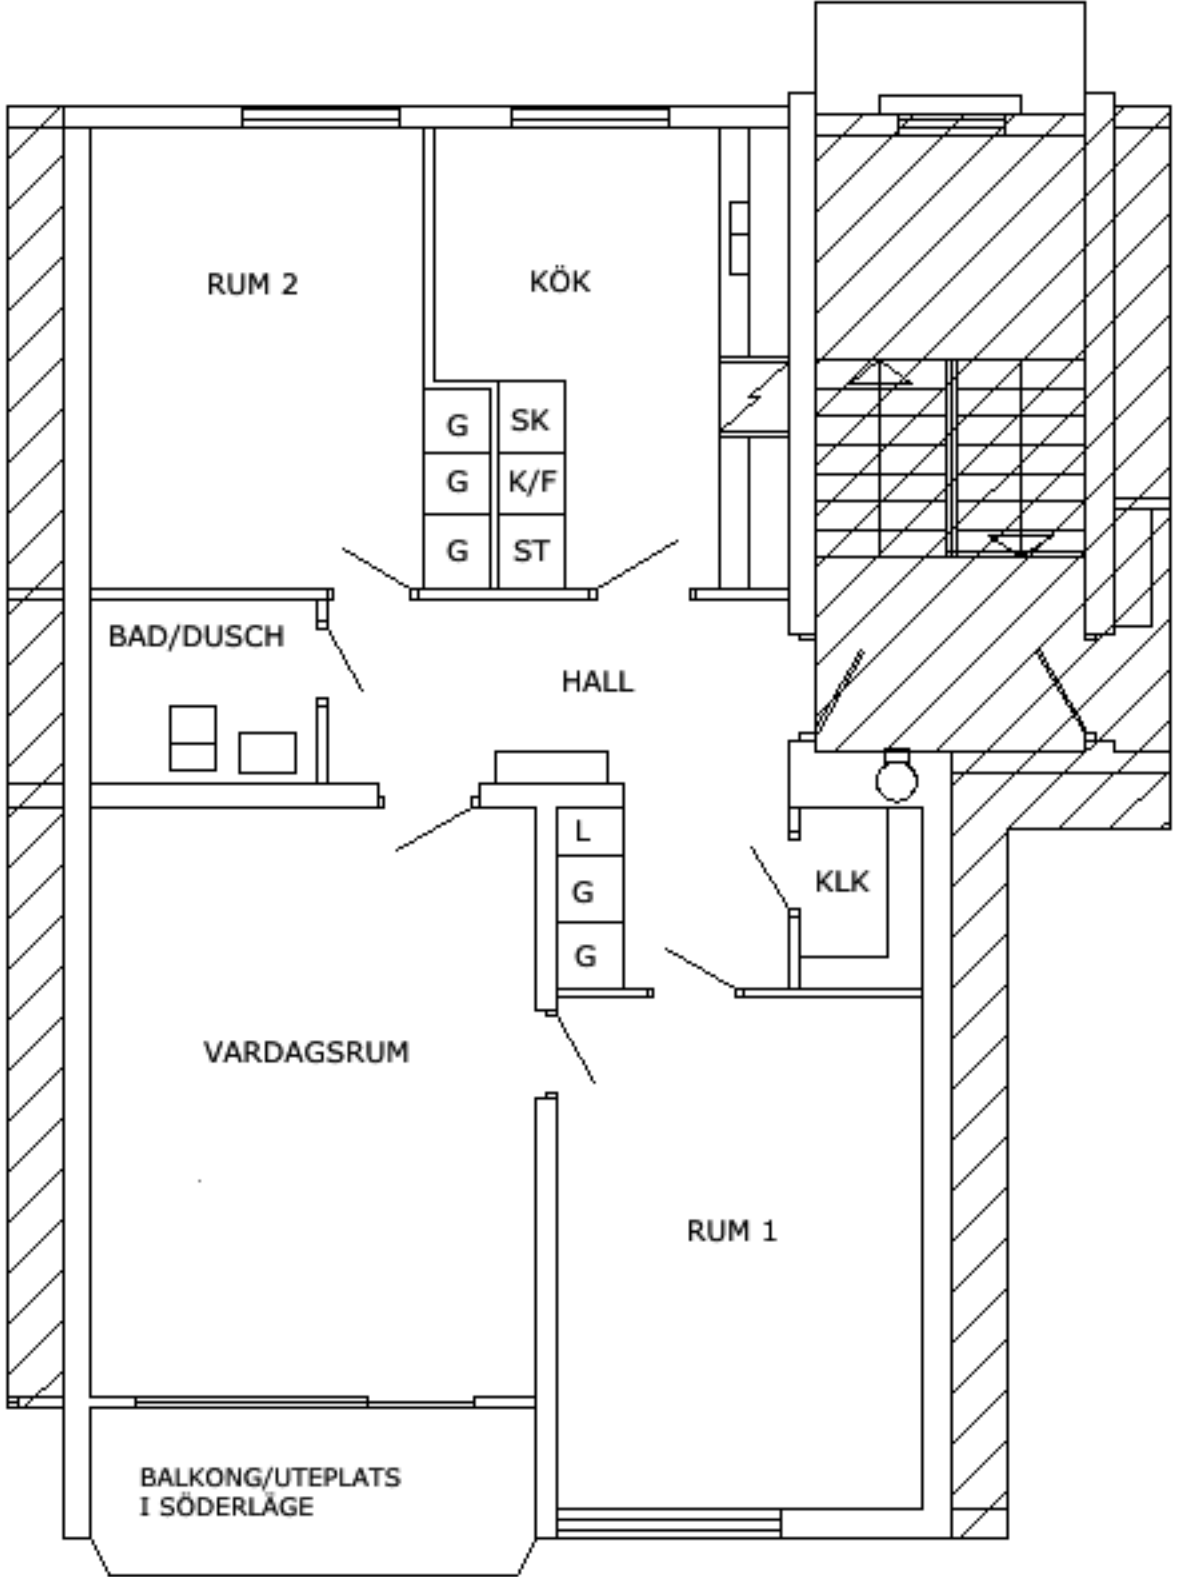 RUM 2
KÖK
G
SK
G
K/F
G
ST
BAD/DUSCH
HALL
L
G
G
KLK
VARDAGSRUM
RUM 1
BALKONG/UTEPLATS
I SÖDERLÄGE